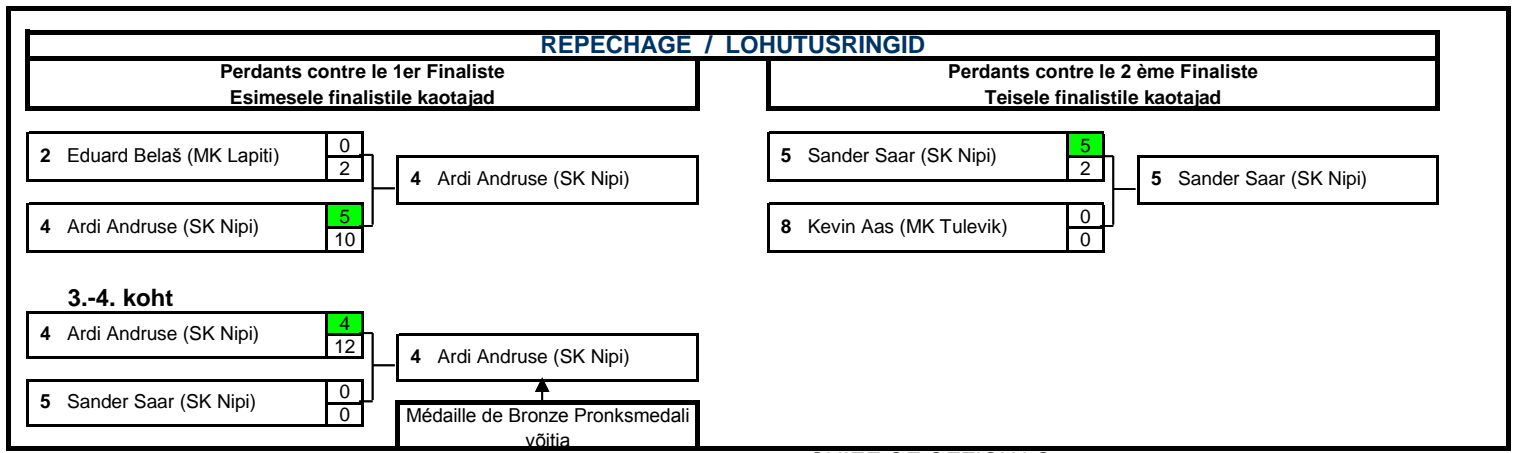 REPECHAGE / LOHUTUSRINGID
Perdants contre le 1er Finaliste
Esimesele finalistile kaotajad
Perdants contre le 2 ème Finaliste
Teisele finalistile kaotajad
2 Eduard Belaš (MK Lapiti) 0
2
4 Ardi Andruse (SK Nipi)
4 Ardi Andruse (SK Nipi) 5
10
5 Sander Saar (SK Nipi) 5
2
5 Sander Saar (SK Nipi)
8 Kevin Aas (MK Tulevik) 0
0
3.-4. koht
4 Ardi Andruse (SK Nipi) 4
12
4 Ardi Andruse (SK Nipi)
5 Sander Saar (SK Nipi) 0
0
Médaille de Bronze Pronksmedali
võitja